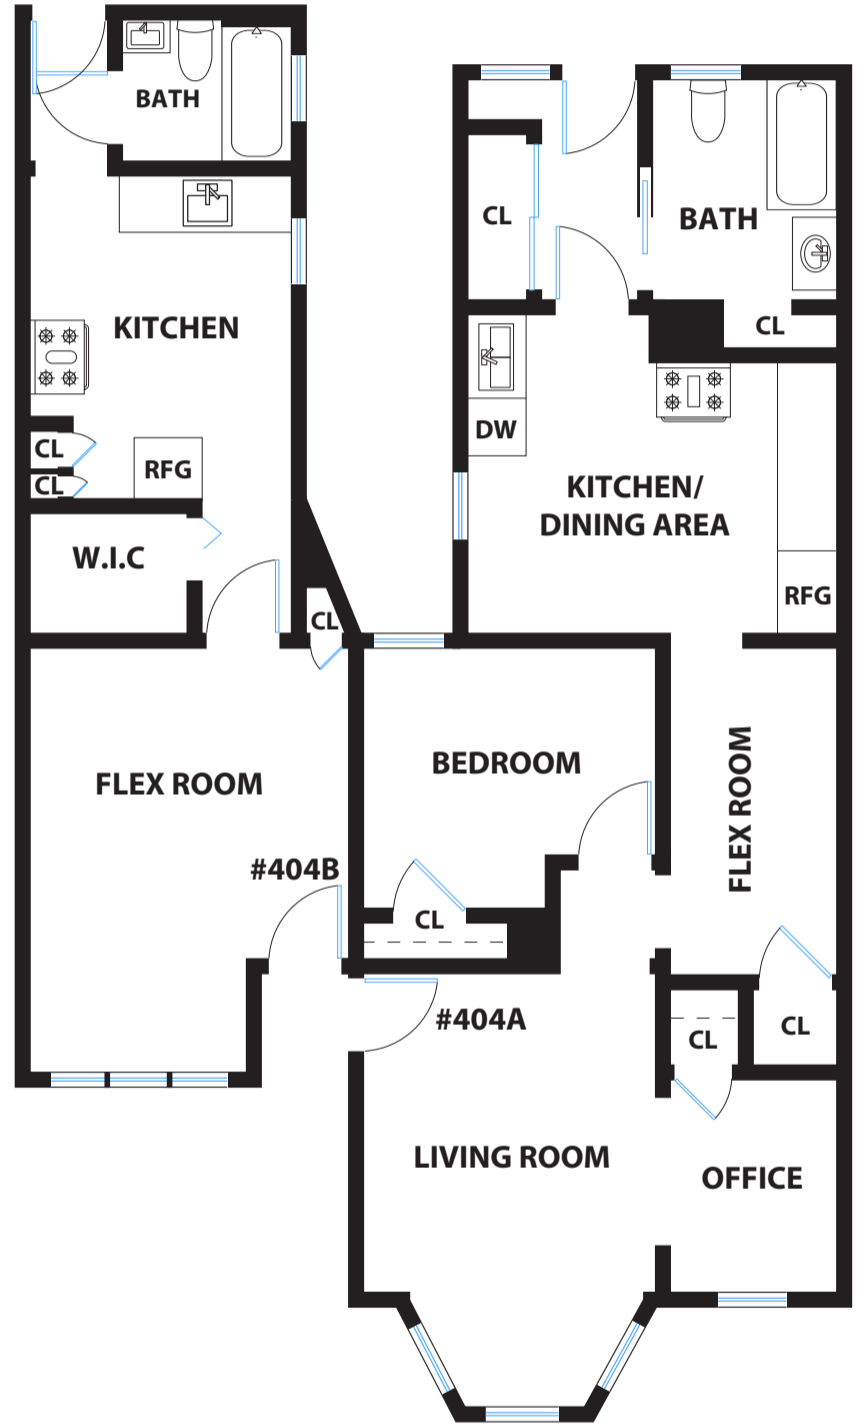 BATH
KITCHEN
CL
CL
RFG
W.I.C
CL
FLEX ROOM
#404B
CL
BATH
CL
DW
KITCHEN/
DINING AREA
RFG
BEDROOM
FLEX ROOM
CL
#404A
CL
CL
LIVING ROOM
OFFICE